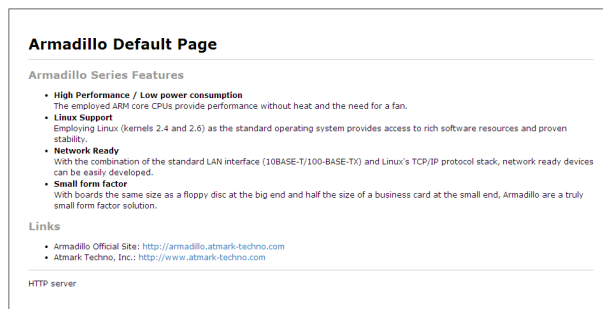 Armadillo Default Page
Armadillo Series Features
• High Performance / Low power consumption
The employed ARM core CPUs provide performance without heat and the need for a fan.
• Linux Support
Employing Linux (kernels 2.4 and 2.6) as the standard operating system provides access to rich software resources and proven
stability.
• Network Ready
With the combination of the standard LAN interface (10BASE-T/100-BASE-TX) and Linux's TCP/IP protocol stack, network ready devices
can be easily developed.
• Small form factor
With boards the same size as a floppy disc at the big end and half the size of a business card at the small end, Armadillo are a truly
small form factor solution.
Links
• Armadillo Official Site: http://armadillo.atmark-techno.com
• Atmark Techno, Inc.: http://www.atmark-techno.com
HTTP server